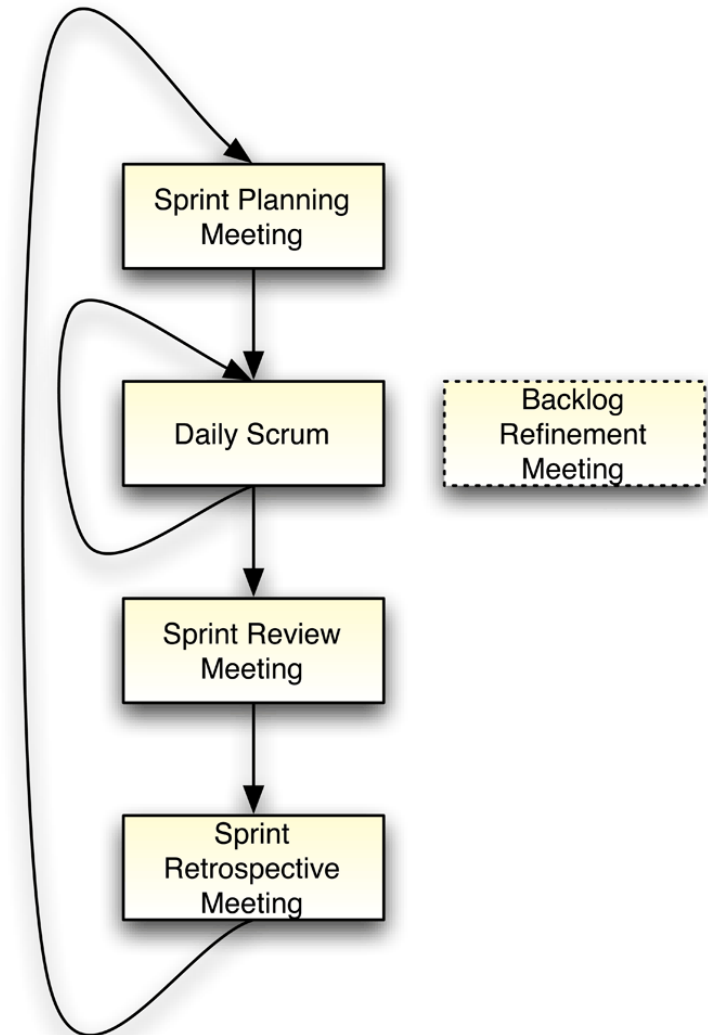 Sprint Planning
Meeting
Daily Scrum
Backlog
Refinement
Meeting
Sprint Review
Meeting
Sprint
Retrospective
Meeting